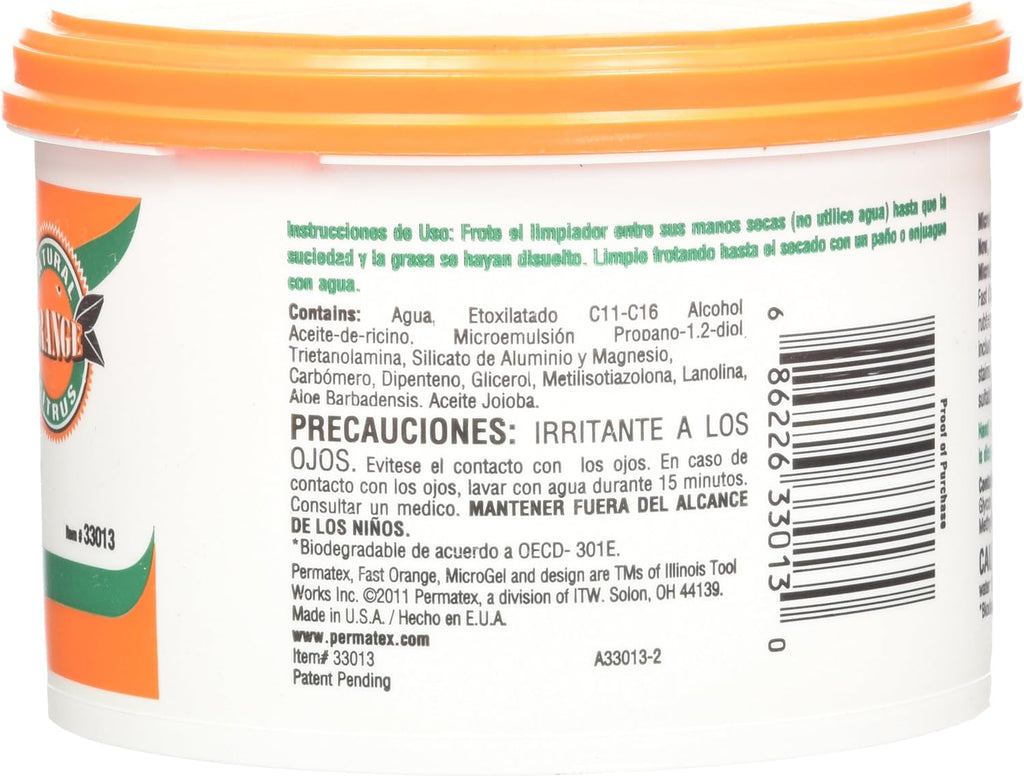 TURAL
RANGE
TRUS
Item # 33013
Instrucciones de Uso: Frote el limpiador entre sus manos secas (no utilice agua) hasta que la
suciedad y la grasa se hayan disuelto. Limpie frotando hasta el secado con un paño o enjuague
con agua.
Contains: Agua, Etoxilatado C11-C16 Alcohol
Aceite-de-ricino. Microemulsión Propano-1.2-diol,
Trietanolamina, Silicato de Aluminio y Magnesio,
Carbómero, Dipenteno, Glicerol, Metilisotiazolona, Lanolina,
Aloe Barbadensis. Aceite Jojoba.
PRECAUCIONES: IRRITANTE A LOS
OJOS. Evitese el contacto con los ojos. En caso de
contacto con los ojos, lavar con agua durante 15 minutos.
Consultar un medico. MANTENER FUERA DEL ALCANCE
DE LOS NIÑOS.
*Biodegradable de acuerdo a OECD- 301E.
Permatex, Fast Orange, MicroGel and design are TMs of Illinois Tool
Works Inc. ©2011 Permatex, a division of ITW. Solon, OH 44139.
Made in U.S.A. / Hecho en E.U.A.
www.permatex.com
Item# 33013 A33013-2
Patent Pending
6 86226 33013 0
Proof of Purchase